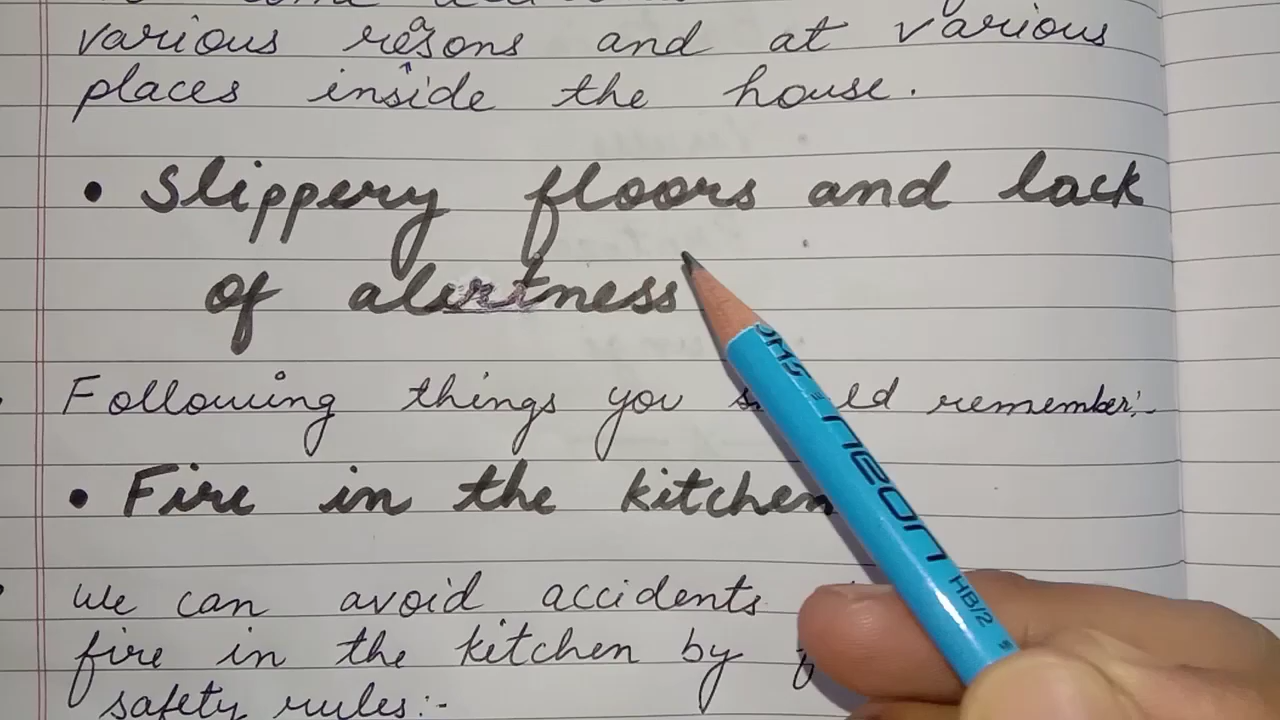 various reasons and at various
places inside the house.
• Slippery floors and lack
of alertness
Following things you remember:-
• Fire in the kitchen
We can avoid accidents
fire in the kitchen by
safety rules:-
neon
HB/2